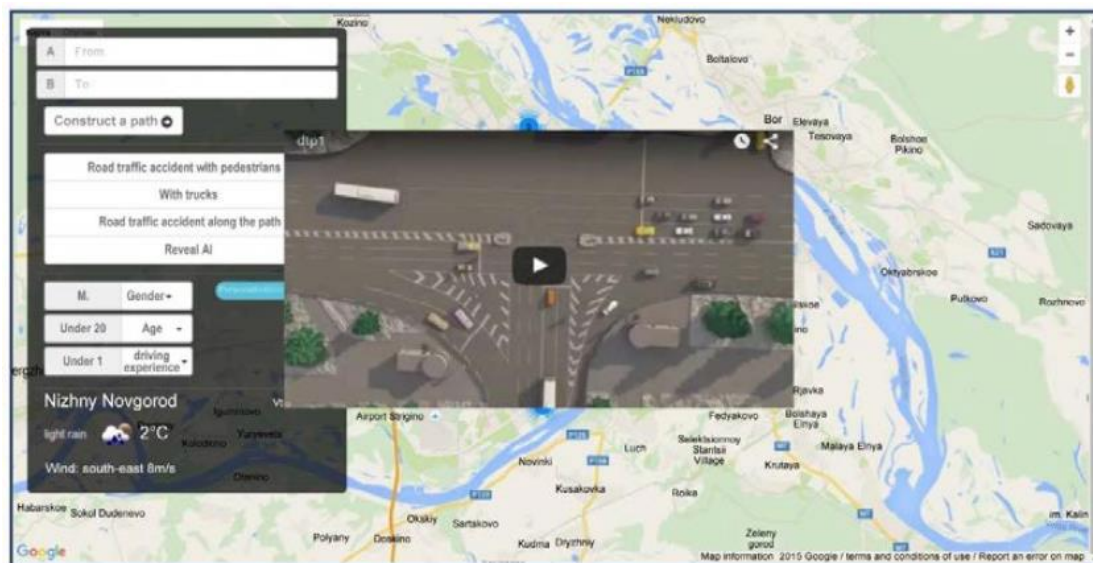 A From
B To
Construct a path
Road traffic accident with pedestrians
With trucks
Road traffic accident along the path
Reveal AI
M. Gender
Under 20 Age
Under 1 driving experience
Nizhny Novgorod
light rain 2°C
Wind: south-east 8m/s
dtp1
Kozino
Nekludovo
Boltalovo
P159
Bor
Elevaya
Tesovaya
Bolshoe Pikino
Sadovaya
Oktyabrskoe
Putkovo
Rozhnovo
Rjavka
Bolshaya Elnya
Malaya Elnya
Fedyakovo
Airport Strigino
Luch
Selektsionnoy Stantsii Village
Krutaya
Novinki
Kusakovka
Roika
Habarskoe
Sokol Dudenevo
Okskiy
Sartakovo
Polyany
Doskino
Kudma
Dryzhniy
Zeleny gorod
M7
im. Kalin
Google
Map information 2015 Google / terms and conditions of use / Report an error on map